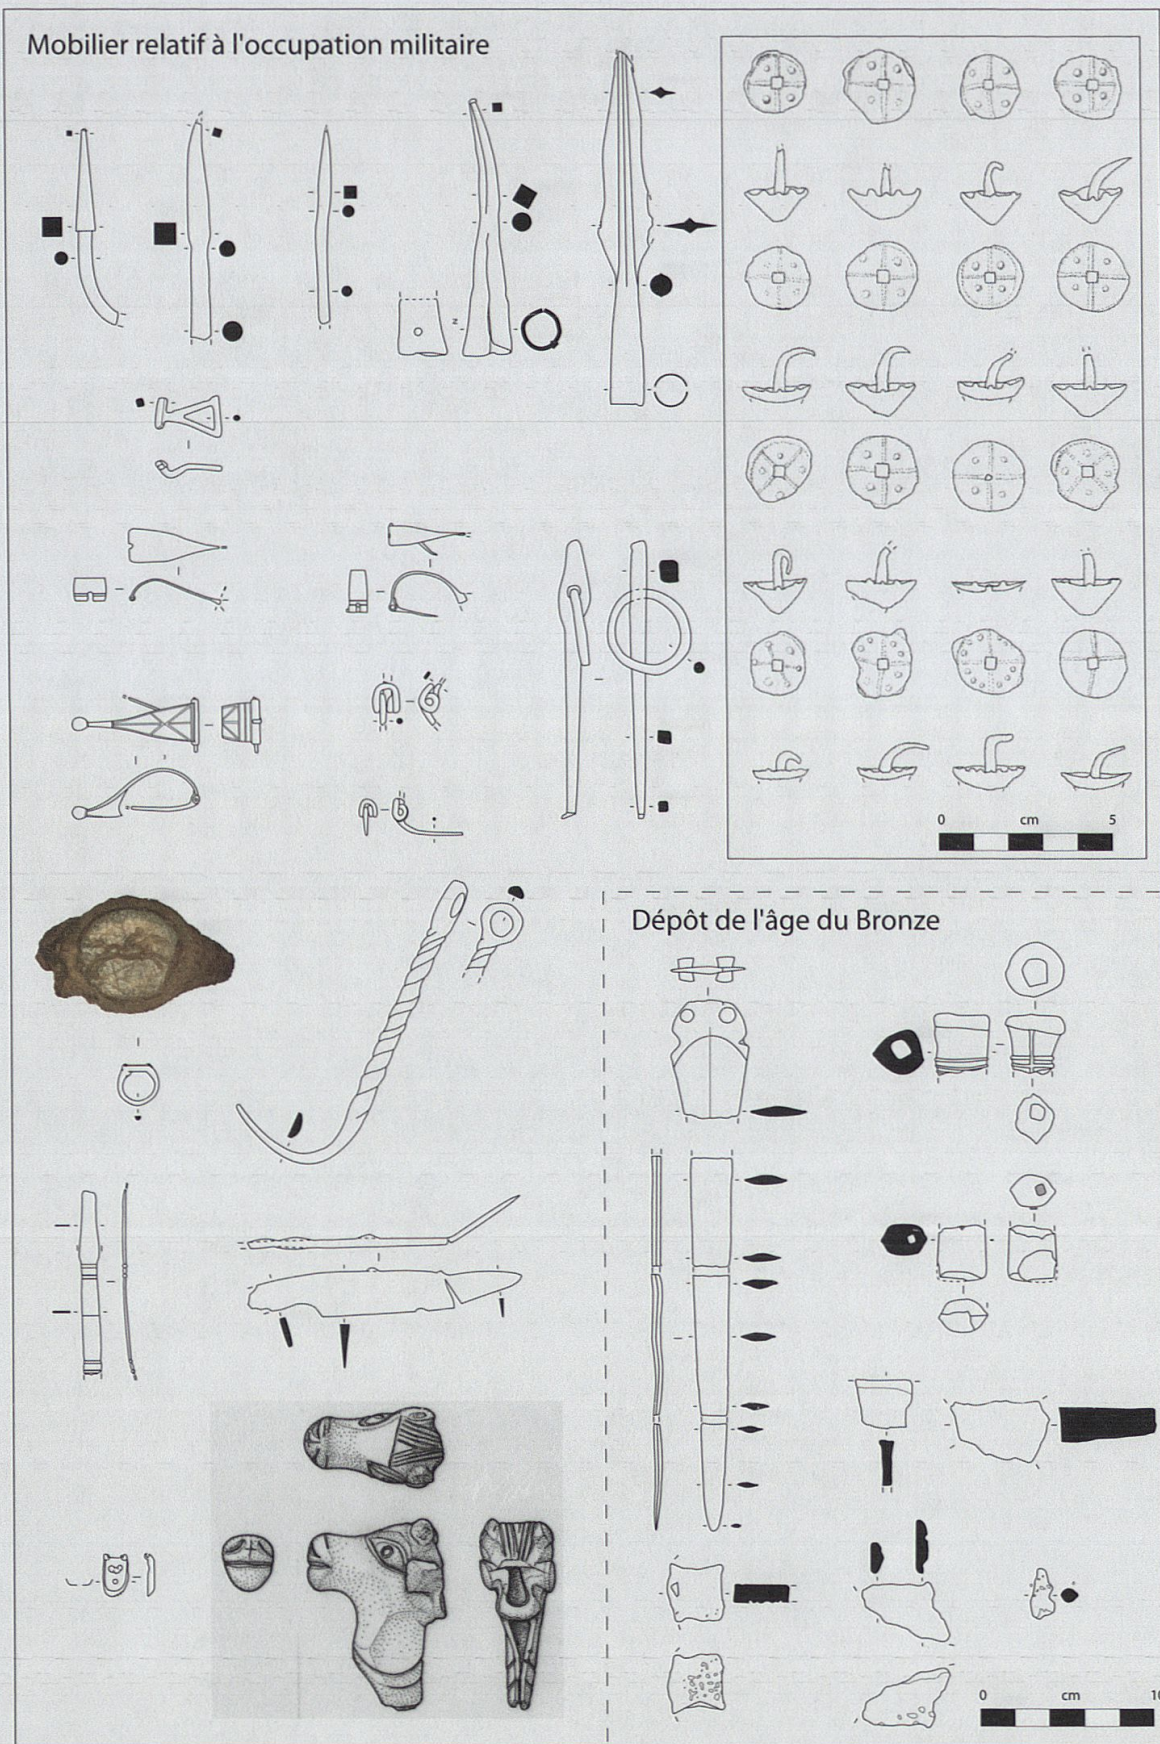 Mobilier relatif à l'occupation militaire
0 cm 5
Dépôt de l'âge du Bronze
0 cm 10